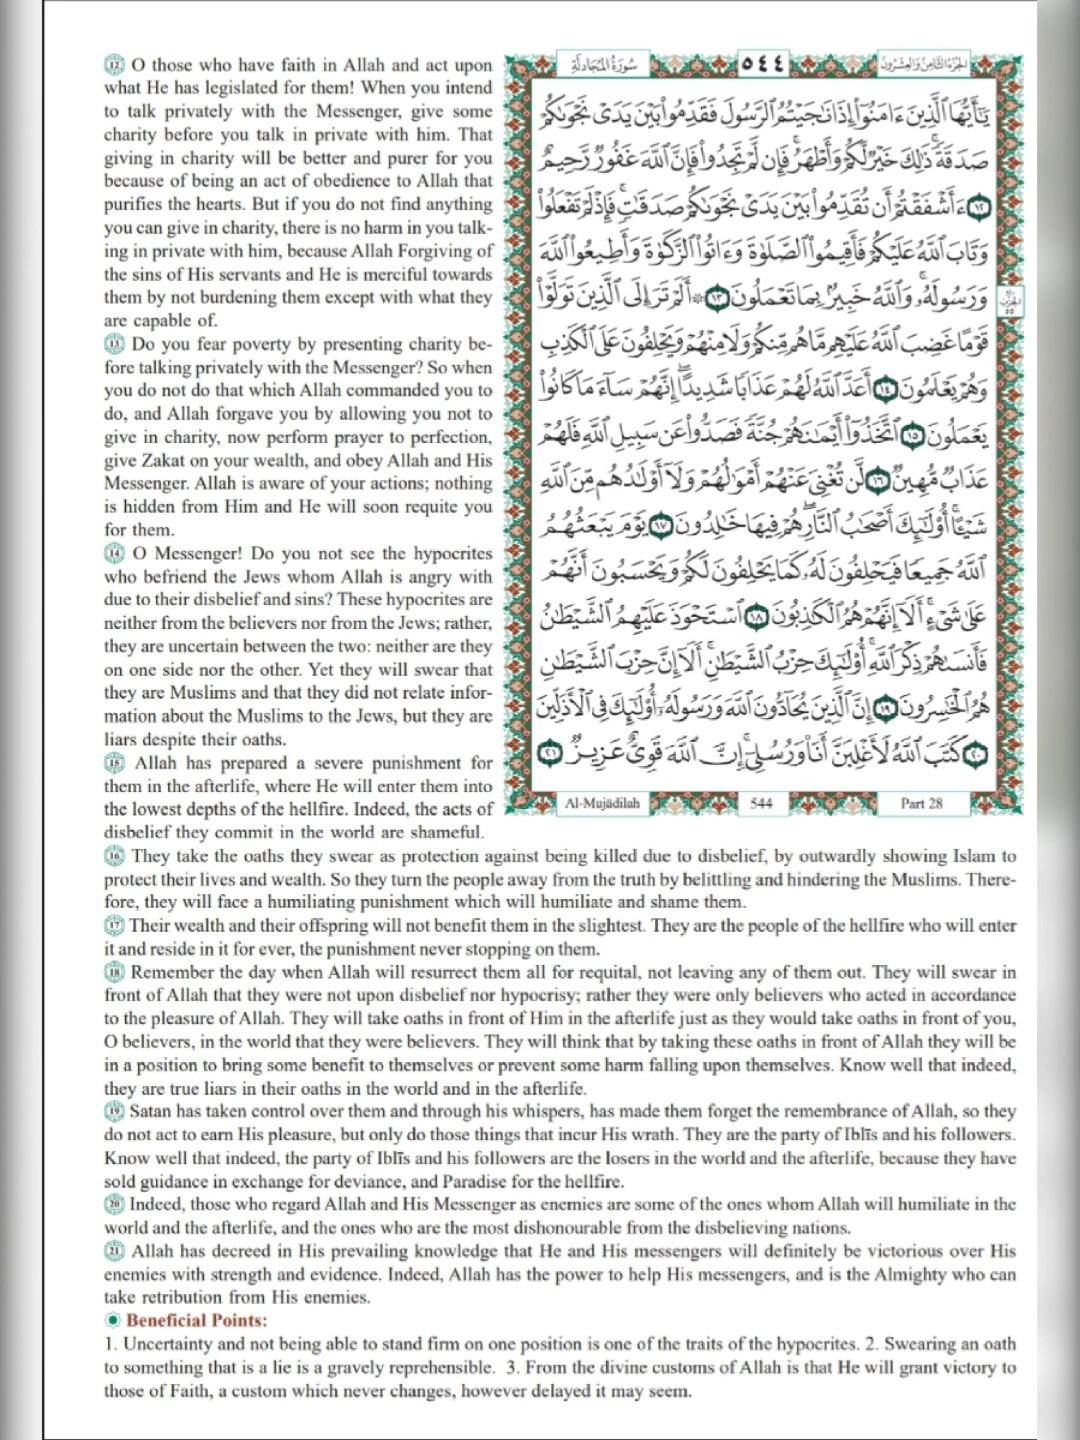 12 O those who have faith in Allah and act upon
what He has legislated for them! When you intend
to talk privately with the Messenger, give some
charity before you talk in private with him. That
giving in charity will be better and purer for you
because of being an act of obedience to Allah that
purifies the hearts. But if you do not find anything
you can give in charity, there is no harm in you talk-
ing in private with him, because Allah Forgiving of
the sins of His servants and He is merciful towards
them by not burdening them except with what they
are capable of.
13 Do you fear poverty by presenting charity be-
fore talking privately with the Messenger? So when
you do not do that which Allah commanded you to
do, and Allah forgave you by allowing you not to
give in charity, now perform prayer to perfection,
give Zakat on your wealth, and obey Allah and His
Messenger. Allah is aware of your actions; nothing
is hidden from Him and He will soon requite you
for them.
14 O Messenger! Do you not see the hypocrites
who befriend the Jews whom Allah is angry with
due to their disbelief and sins? These hypocrites are
neither from the believers nor from the Jews; rather,
they are uncertain between the two: neither are they
on one side nor the other. Yet they will swear that
they are Muslims and that they did not relate infor-
mation about the Muslims to the Jews, but they are
liars despite their oaths.
15 Allah has prepared a severe punishment for
them in the afterlife, where He will enter them into
the lowest depths of the hellfire. Indeed, the acts of
disbelief they commit in the world are shameful.
سُورَةُ المُجَادلَةِ ٥٤٤ الجُزءُ الثَّامِنُ وَالعِشْرُونَ
يَٰٓأَيُّهَا ٱلَّذِينَ ءَامَنُوٓاْ إِذَا نَٰجَيۡتُمُ ٱلرَّسُولَ فَقَدِّمُواْ بَيۡنَ يَدَيۡ نَجۡوَىٰكُمۡ
صَدَقَةٗۚ ذَٰلِكَ خَيۡرٞ لَّكُمۡ وَأَطۡهَرُۚ فَإِن لَّمۡ تَجِدُواْ فَإِنَّ ٱللَّهَ غَفُورٞ رَّحِيمٌ
١٢ ءَأَشۡفَقۡتُمۡ أَن تُقَدِّمُواْ بَيۡنَ يَدَيۡ نَجۡوَىٰكُمۡ صَدَقَٰتٖۚ فَإِذۡ لَمۡ تَفۡعَلُواْ
وَتَابَ ٱللَّهُ عَلَيۡكُمۡ فَأَقِيمُواْ ٱلصَّلَوٰةَ وَءَاتُواْ ٱلزَّكَوٰةَ وَأَطِيعُواْ ٱللَّهَ
وَرَسُولَهُۥۚ وَٱللَّهُ خَبِيرُۢ بِمَا تَعۡمَلُونَ ١٣ ۞ أَلَمۡ تَرَ إِلَى ٱلَّذِينَ تَوَلَّوۡاْ
قَوۡمًا غَضِبَ ٱللَّهُ عَلَيۡهِم مَّا هُم مِّنكُمۡ وَلَا مِنۡهُمۡ وَيَحۡلِفُونَ عَلَى ٱلۡكَذِبِ
وَهُمۡ يَعۡلَمُونَ ١٤ أَعَدَّ ٱللَّهُ لَهُمۡ عَذَابٗا شَدِيدًاۖ إِنَّهُمۡ سَآءَ مَا كَانُواْ
يَعۡمَلُونَ ١٥ ٱتَّخَذُوٓاْ أَيۡمَٰنَهُمۡ جُنَّةٗ فَصَدُّواْ عَن سَبِيلِ ٱللَّهِ فَلَهُمۡ
عَذَابٞ مُّهِينٞ ١٦ لَّن تُغۡنِيَ عَنۡهُمۡ أَمۡوَٰلُهُمۡ وَلَآ أَوۡلَٰدُهُم مِّنَ ٱللَّهِ
شَيۡـًٔاۚ أُوْلَٰٓئِكَ أَصۡحَٰبُ ٱلنَّارِۖ هُمۡ فِيهَا خَٰلِدُونَ ١٧ يَوۡمَ يَبۡعَثُهُمُ
ٱللَّهُ جَمِيعٗا فَيَحۡلِفُونَ لَهُۥ كَمَا يَحۡلِفُونَ لَكُمۡ وَيَحۡسَبُونَ أَنَّهُمۡ
عَلَىٰ شَيۡءٍۚ أَلَآ إِنَّهُمۡ هُمُ ٱلۡكَٰذِبُونَ ١٨ ٱسۡتَحۡوَذَ عَلَيۡهِمُ ٱلشَّيۡطَٰنُ
فَأَنسَىٰهُمۡ ذِكۡرَ ٱللَّهِۚ أُوْلَٰٓئِكَ حِزۡبُ ٱلشَّيۡطَٰنِۚ أَلَآ إِنَّ حِزۡبَ ٱلشَّيۡطَٰنِ
هُمُ ٱلۡخَٰسِرُونَ ١٩ إِنَّ ٱلَّذِينَ يُحَآدُّونَ ٱللَّهَ وَرَسُولَهُۥٓ أُوْلَٰٓئِكَ فِي ٱلۡأَذَلِّينَ
٢٠ كَتَبَ ٱللَّهُ لَأَغۡلِبَنَّ أَنَا۠ وَرُسُلِيٓۚ إِنَّ ٱللَّهَ قَوِيٌّ عَزِيزٞ ٢١
Al-Mujādilah 544 Part 28
16 They take the oaths they swear as protection against being killed due to disbelief, by outwardly showing Islam to
protect their lives and wealth. So they turn the people away from the truth by belittling and hindering the Muslims. There-
fore, they will face a humiliating punishment which will humiliate and shame them.
17 Their wealth and their offspring will not benefit them in the slightest. They are the people of the hellfire who will enter
it and reside in it for ever, the punishment never stopping on them.
18 Remember the day when Allah will resurrect them all for requital, not leaving any of them out. They will swear in
front of Allah that they were not upon disbelief nor hypocrisy; rather they were only believers who acted in accordance
to the pleasure of Allah. They will take oaths in front of Him in the afterlife just as they would take oaths in front of you,
O believers, in the world that they were believers. They will think that by taking these oaths in front of Allah they will be
in a position to bring some benefit to themselves or prevent some harm falling upon themselves. Know well that indeed,
they are true liars in their oaths in the world and in the afterlife.
19 Satan has taken control over them and through his whispers, has made them forget the remembrance of Allah, so they
do not act to earn His pleasure, but only do those things that incur His wrath. They are the party of Iblīs and his followers.
Know well that indeed, the party of Iblīs and his followers are the losers in the world and the afterlife, because they have
sold guidance in exchange for deviance, and Paradise for the hellfire.
20 Indeed, those who regard Allah and His Messenger as enemies are some of the ones whom Allah will humiliate in the
world and the afterlife, and the ones who are the most dishonourable from the disbelieving nations.
21 Allah has decreed in His prevailing knowledge that He and His messengers will definitely be victorious over His
enemies with strength and evidence. Indeed, Allah has the power to help His messengers, and is the Almighty who can
take retribution from His enemies.
Beneficial Points:
1. Uncertainty and not being able to stand firm on one position is one of the traits of the hypocrites. 2. Swearing an oath
to something that is a lie is a gravely reprehensible. 3. From the divine customs of Allah is that He will grant victory to
those of Faith, a custom which never changes, however delayed it may seem.